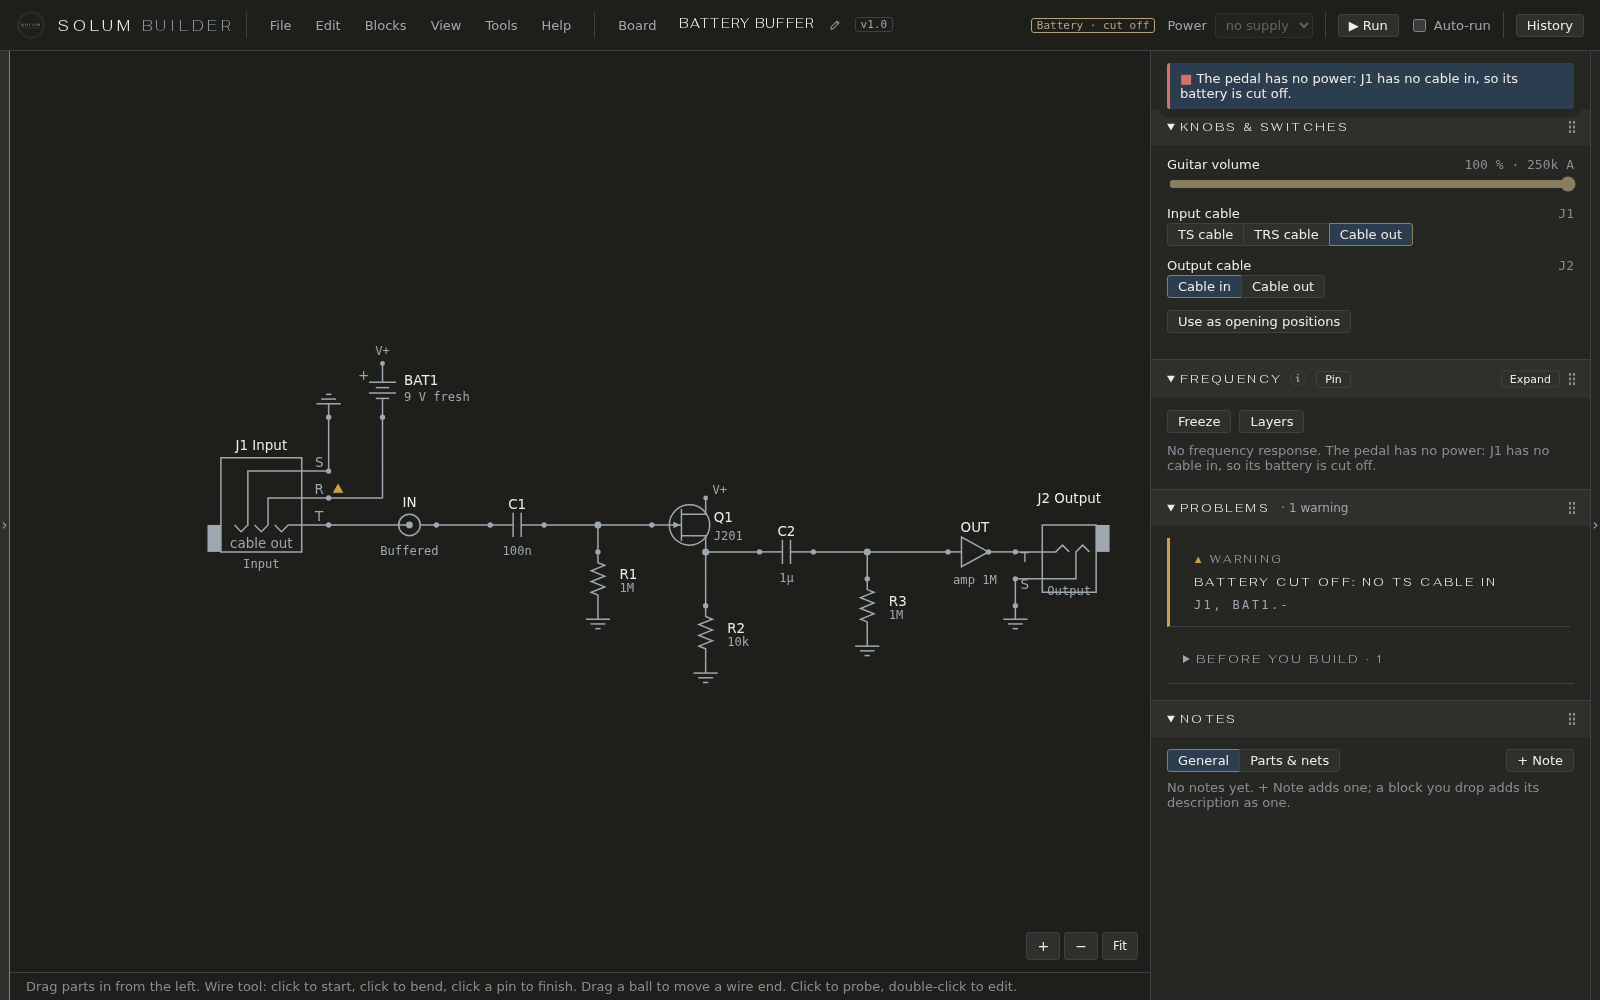 SOLUM BUILDER
File Edit Blocks View Tools Help
Board BATTERY BUFFER v1.0
Battery · cut off Power no supply ▶ Run Auto-run History
■ The pedal has no power: J1 has no cable in, so its
battery is cut off.
▼ KNOBS & SWITCHES
Guitar volume 100 % · 250k A
Input cable J1
TS cable TRS cable Cable out
Output cable J2
Cable in Cable out
Use as opening positions
▼ FREQUENCY i Pin Expand
Freeze Layers
No frequency response. The pedal has no power: J1 has no
cable in, so its battery is cut off.
▼ PROBLEMS · 1 warning
▲ WARNING
BATTERY CUT OFF: NO TS CABLE IN
J1, BAT1.-
▶ BEFORE YOU BUILD · 1
▼ NOTES
General Parts & nets + Note
No notes yet. + Note adds one; a block you drop adds its
description as one.
V+
+
BAT1
9 V fresh
J1 Input
S
R
T
cable out
Input
IN
Buffered
C1
100n
R1
1M
V+
Q1
J201
R2
10k
C2
1µ
R3
1M
OUT
amp 1M
J2 Output
T
S
Output
+ − Fit
Drag parts in from the left. Wire tool: click to start, click to bend, click a pin to finish. Drag a ball to move a wire end. Click to probe, double-click to edit.